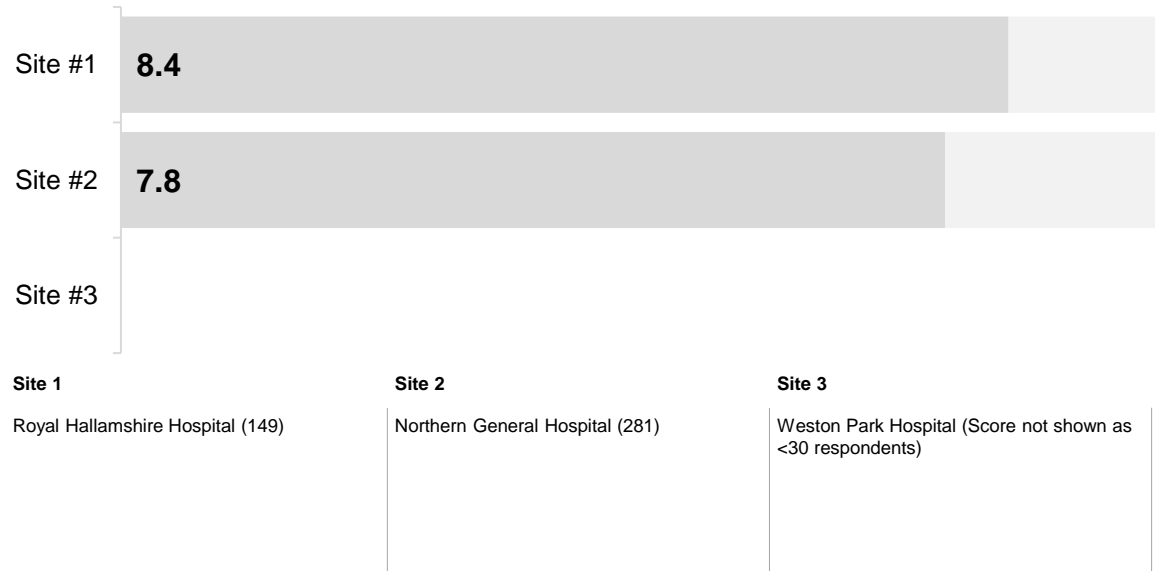 Site #1
8.4
Site #2
7.8
Site #3
Site 1
Site 2
Site 3
Royal Hallamshire Hospital (149)
Northern General Hospital (281)
Weston Park Hospital (Score not shown as
<30 respondents)